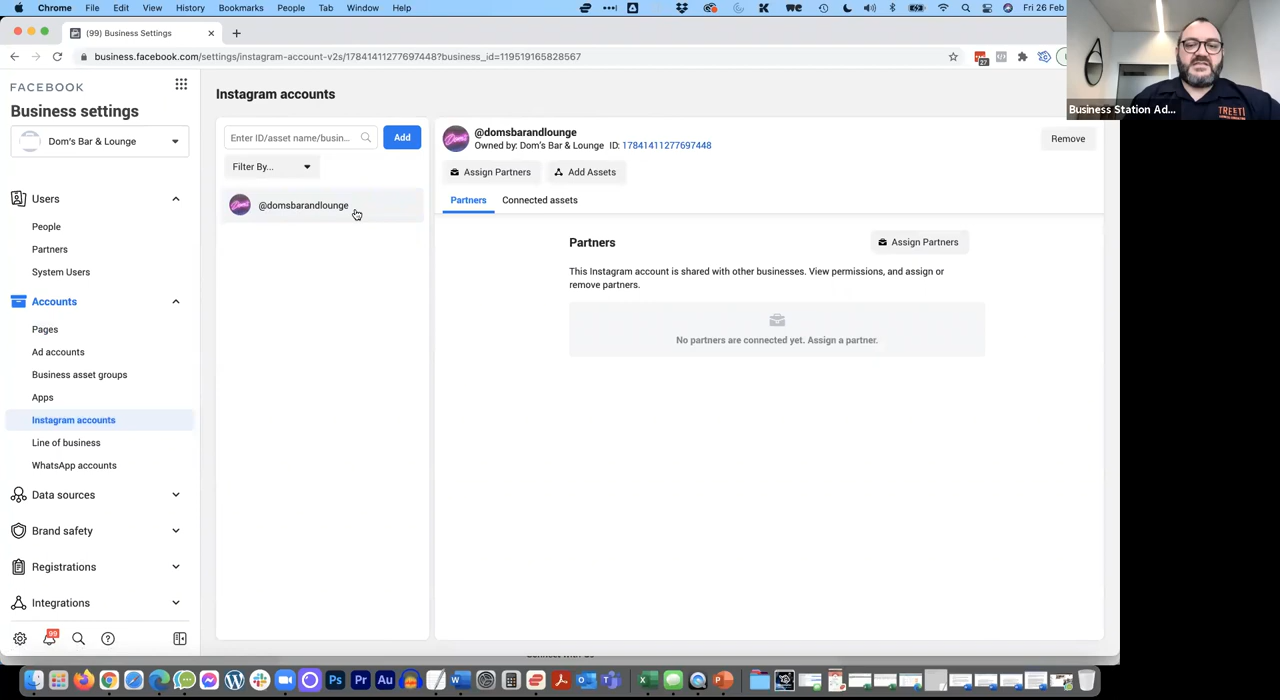 Chrome File Edit View History Bookmarks People Tab Window Help
Fri 26 Feb
(99) Business Settings
business.facebook.com/settings/instagram-account-v2s/17841411277697448?business_id=119519165828567
27
Business Station Ad...
TREETI
FACEBOOK
Business settings
Dom's Bar & Lounge
Users
People
Partners
System Users
Accounts
Pages
Ad accounts
Business asset groups
Apps
Instagram accounts
Line of business
WhatsApp accounts
Data sources
Brand safety
Registrations
Integrations
99
Instagram accounts
Enter ID/asset name/busin...
Add
Filter By...
@domsbarandlounge
@domsbarandlounge
Owned by: Dom's Bar & Lounge ID: 17841411277697448
Remove
Assign Partners
Add Assets
Partners
Connected assets
Partners
Assign Partners
This Instagram account is shared with other businesses. View permissions, and assign or
remove partners.
No partners are connected yet. Assign a partner.